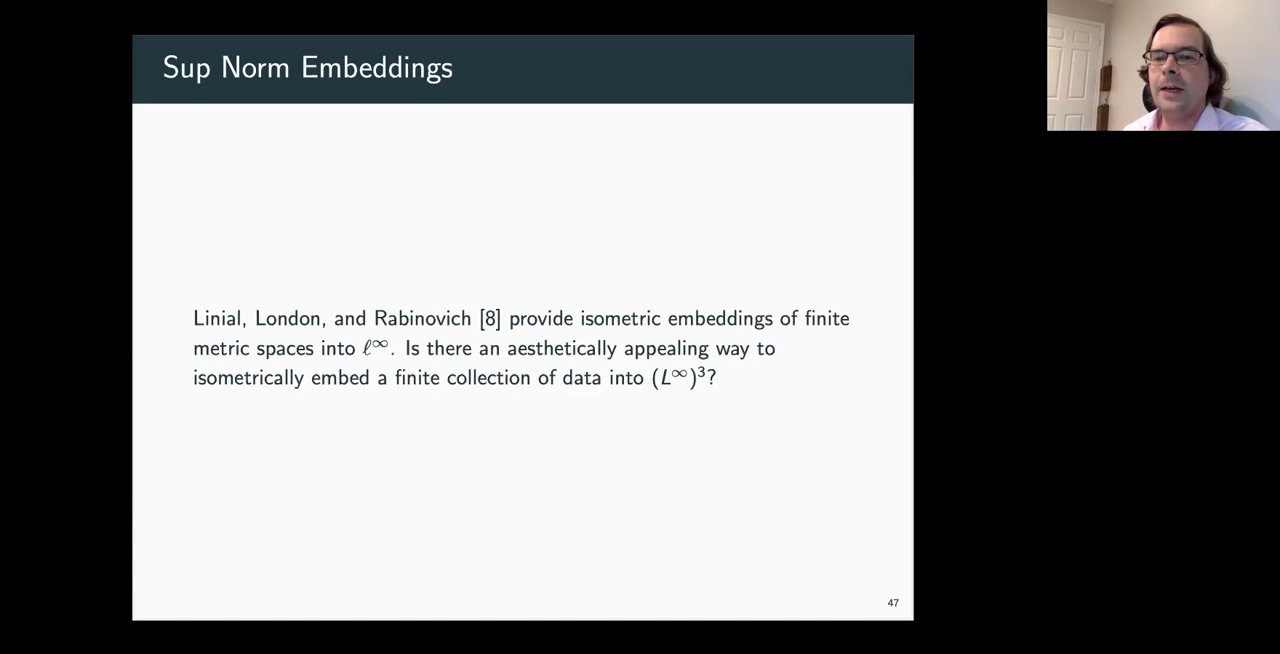 Sup Norm Embeddings
Linial, London, and Rabinovich [8] provide isometric embeddings of finite
metric spaces into ℓ∞. Is there an aesthetically appealing way to
isometrically embed a finite collection of data into (L∞)³?
47